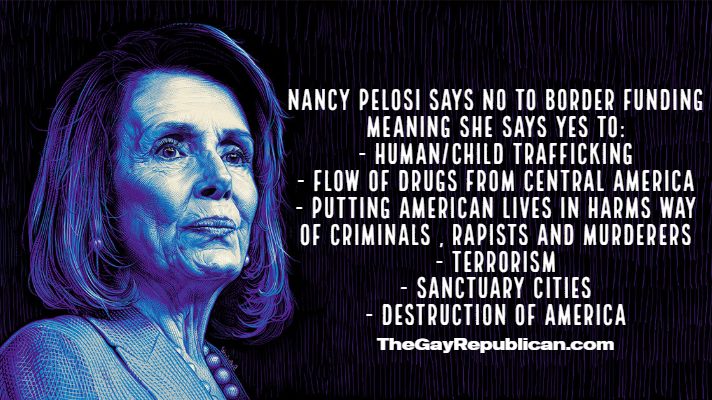 NANCY PELOSI SAYS NO TO BORDER FUNDING
MEANING SHE SAYS YES TO:
- HUMAN/CHILD TRAFFICKING
- FLOW OF DRUGS FROM CENTRAL AMERICA
- PUTTING AMERICAN LIVES IN HARMS WAY
OF CRIMINALS , RAPISTS AND MURDERERS
- TERRORISM
- SANCTUARY CITIES
- DESTRUCTION OF AMERICA
TheGayRepublican.com